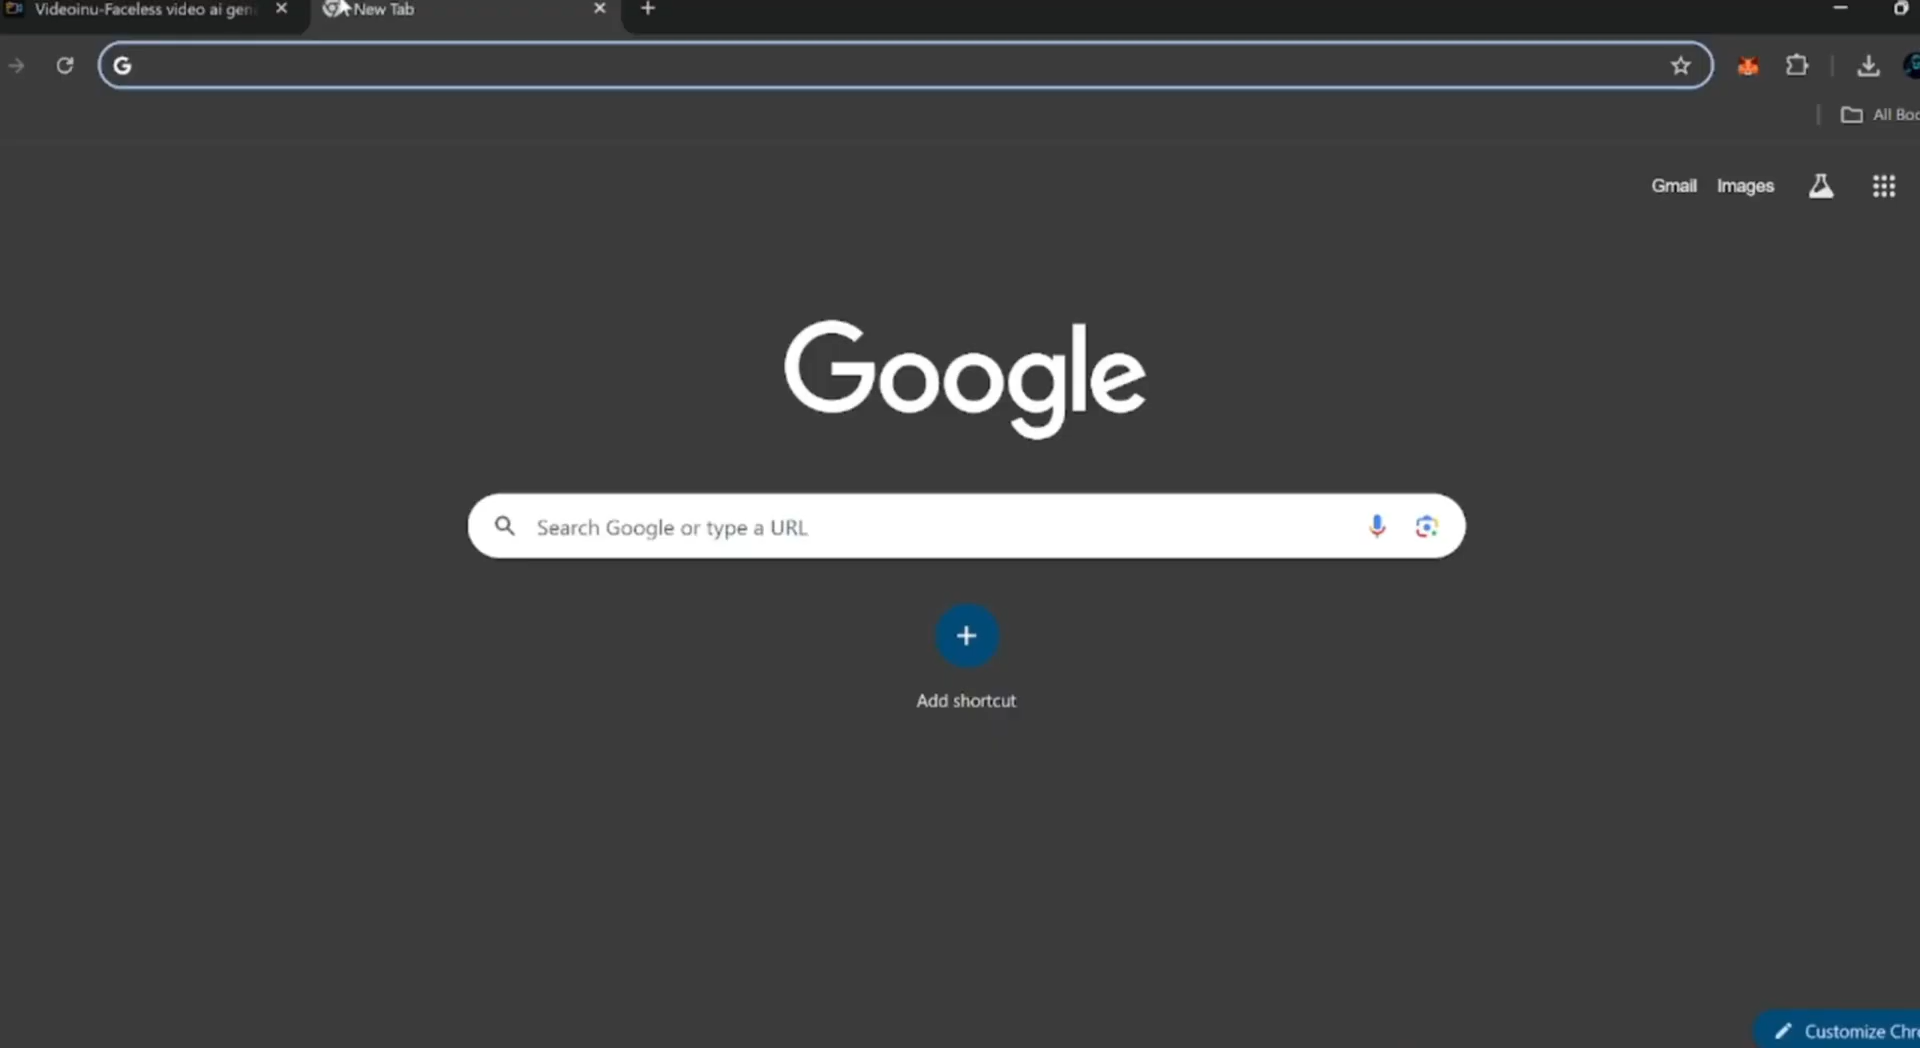 Videoinu-Faceless video ai gen
New Tab
All Boo
Gmail Images
Google
Search Google or type a URL
Add shortcut
Customize Chr